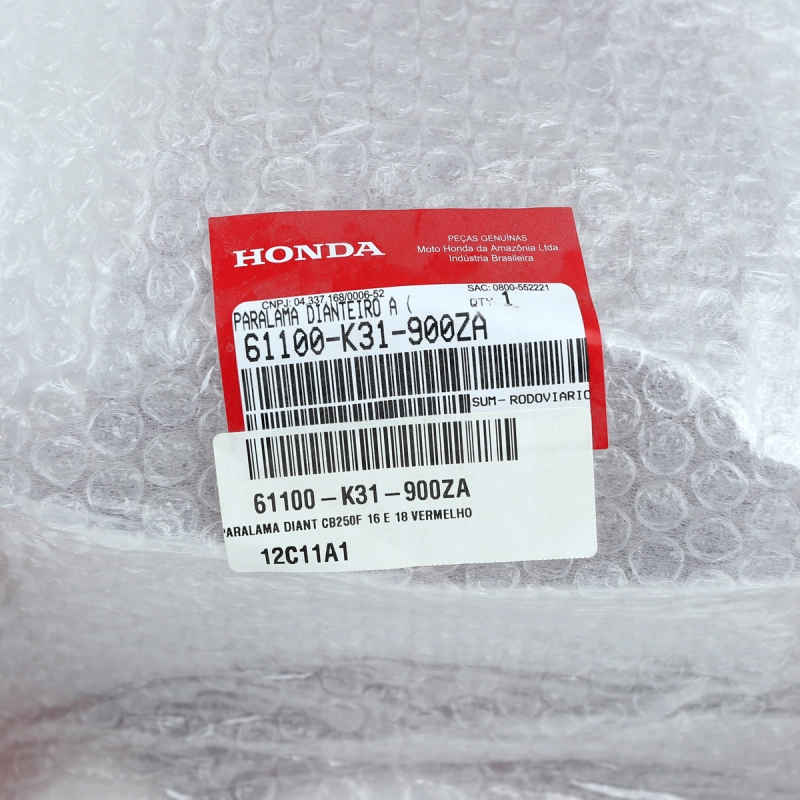 HONDA
PEÇAS GENUÍNAS
Moto Honda da Amazônia Ltda.
Indústria Brasileira
CNPJ: 04.337.168/0006-52
SAC: 0800-552221
PARALAMA DIANTEIRO A (
QTY 1
61100-K31-900ZA
SUM-RODOVIARIO
61100-K31-900ZA
PARALAMA DIANT CB250F 16 E 18 VERMELHO
12C11A1